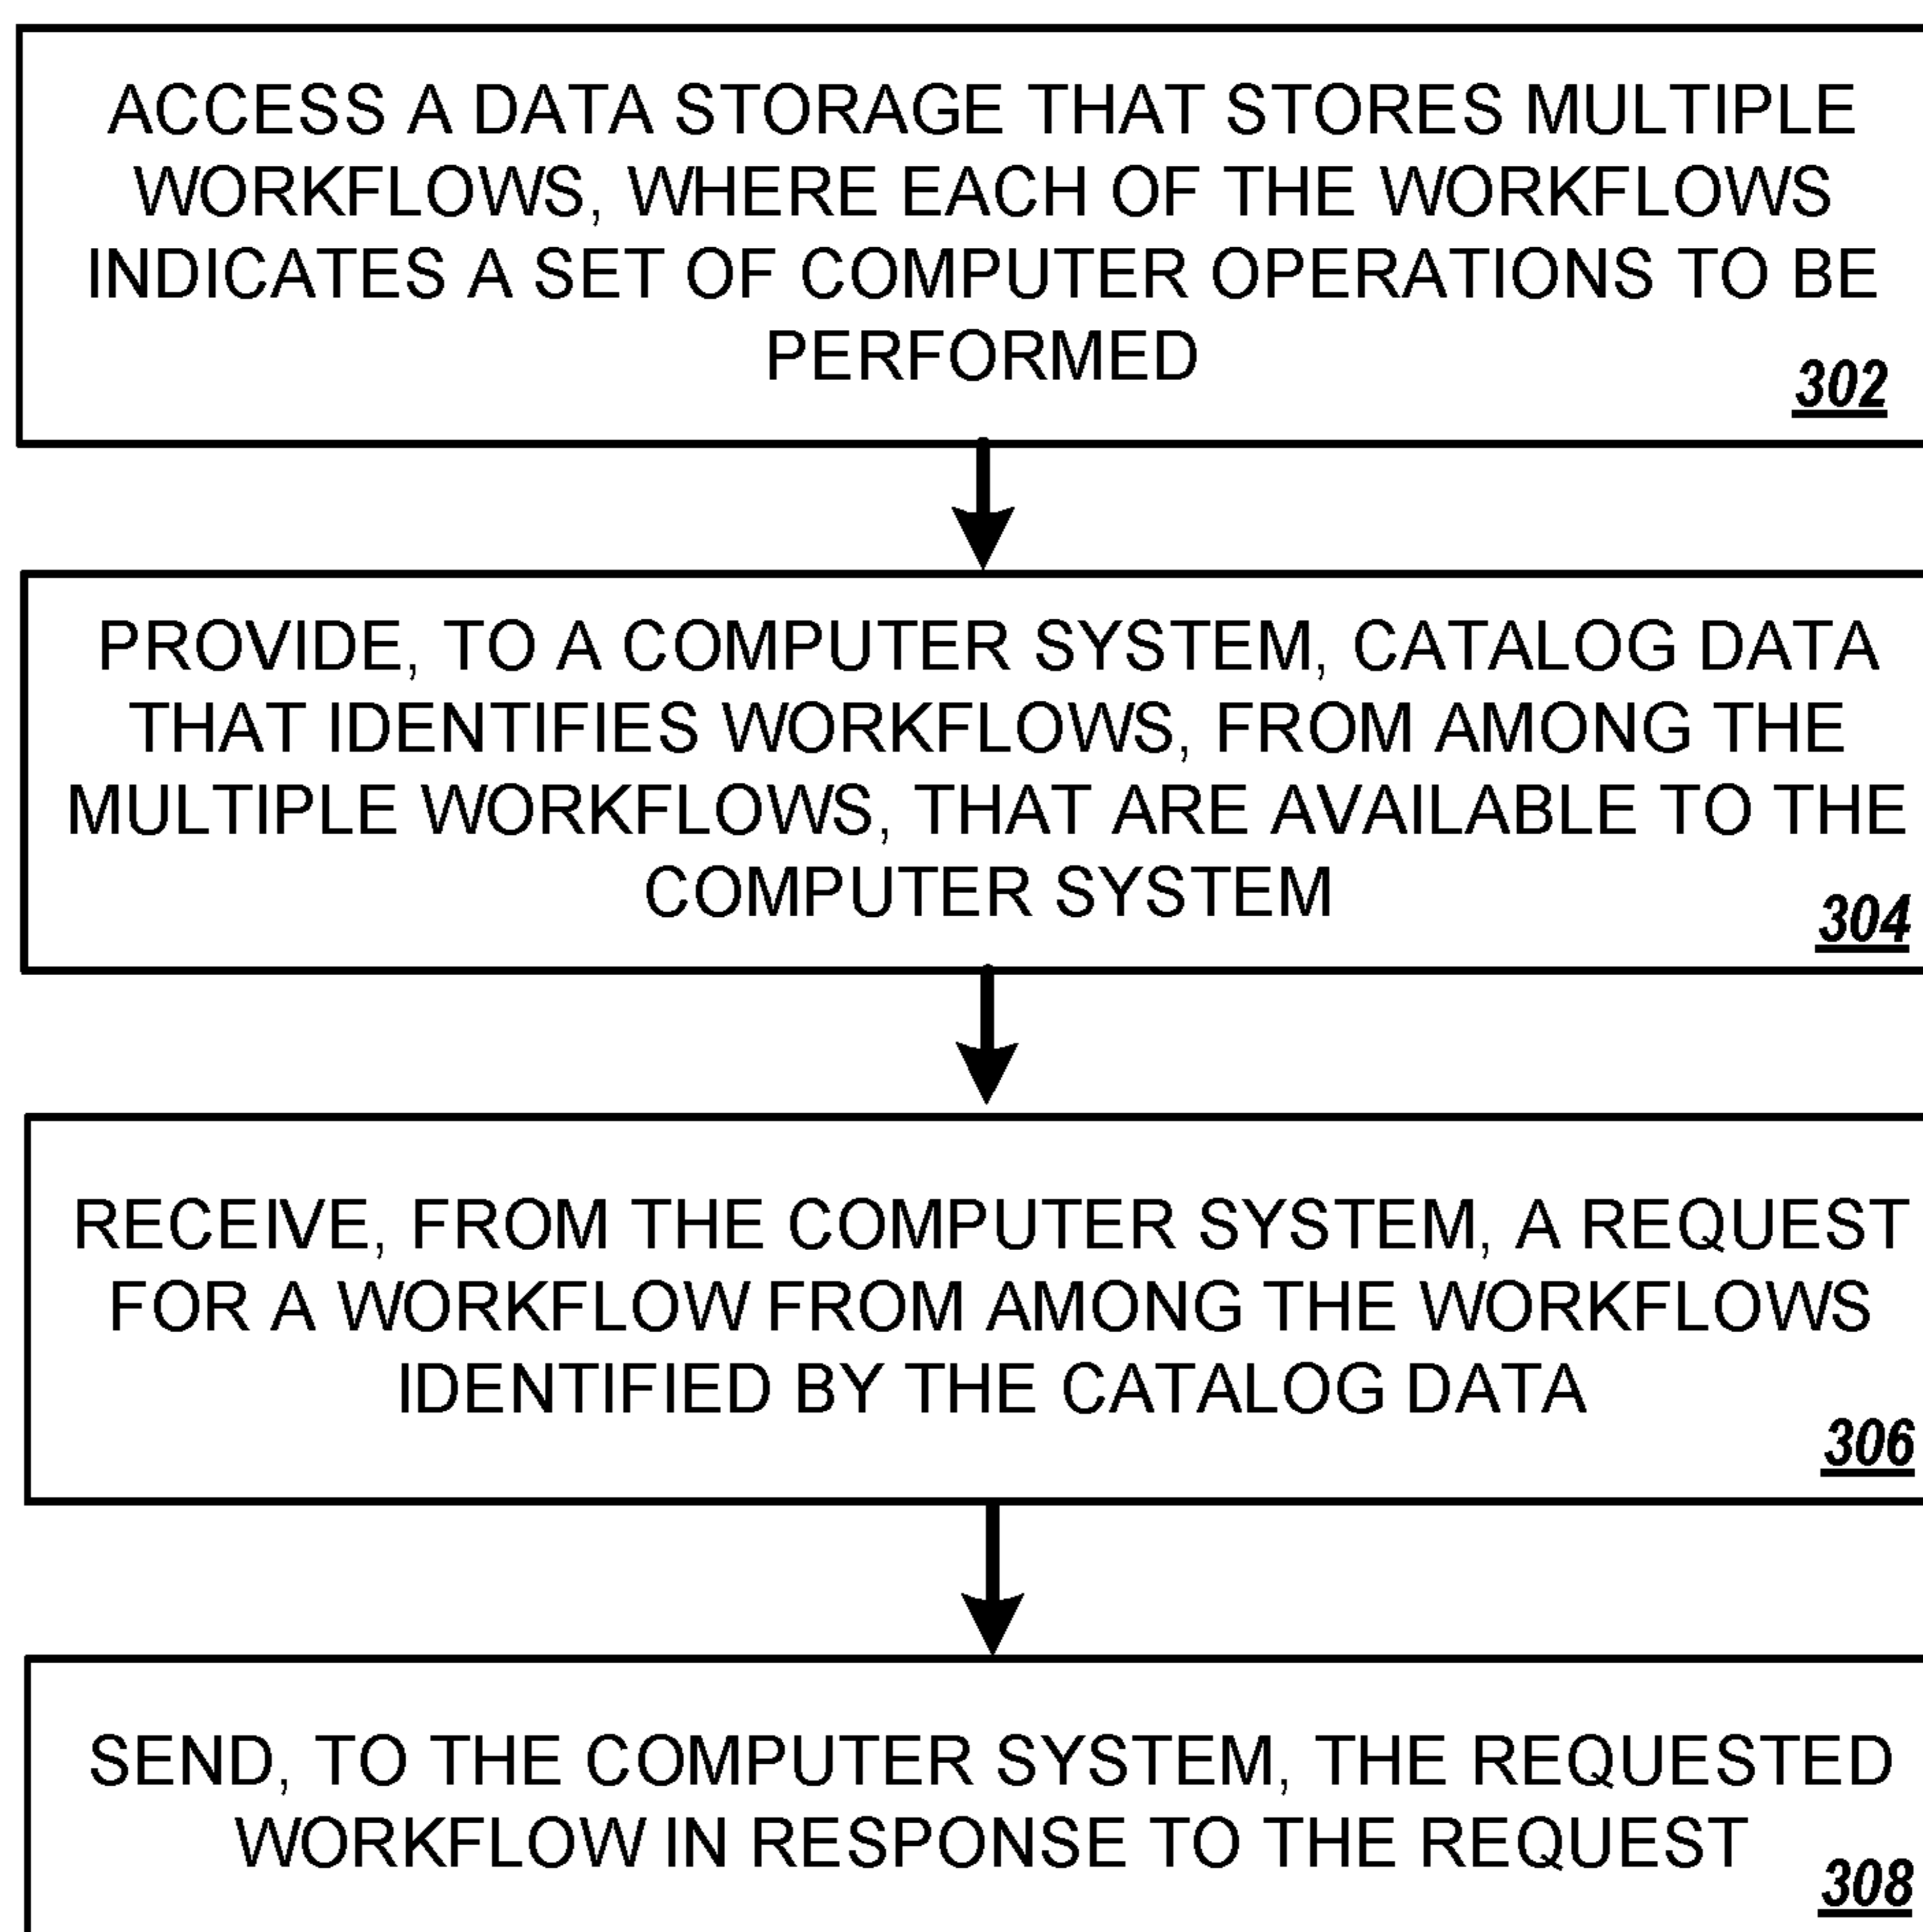 ACCESS A DATA STORAGE THAT STORES MULTIPLE
WORKFLOWS, WHERE EACH OF THE WORKFLOWS
INDICATES A SET OF COMPUTER OPERATIONS TO BE
PERFORMED
302
PROVIDE, TO A COMPUTER SYSTEM, CATALOG DATA
THAT IDENTIFIES WORKFLOWS, FROM AMONG THE
MULTIPLE WORKFLOWS, THAT ARE AVAILABLE TO THE
COMPUTER SYSTEM
304
RECEIVE, FROM THE COMPUTER SYSTEM, A REQUEST
FOR A WORKFLOW FROM AMONG THE WORKFLOWS
IDENTIFIED BY THE CATALOG DATA
306
SEND, TO THE COMPUTER SYSTEM, THE REQUESTED
WORKFLOW IN RESPONSE TO THE REQUEST
308